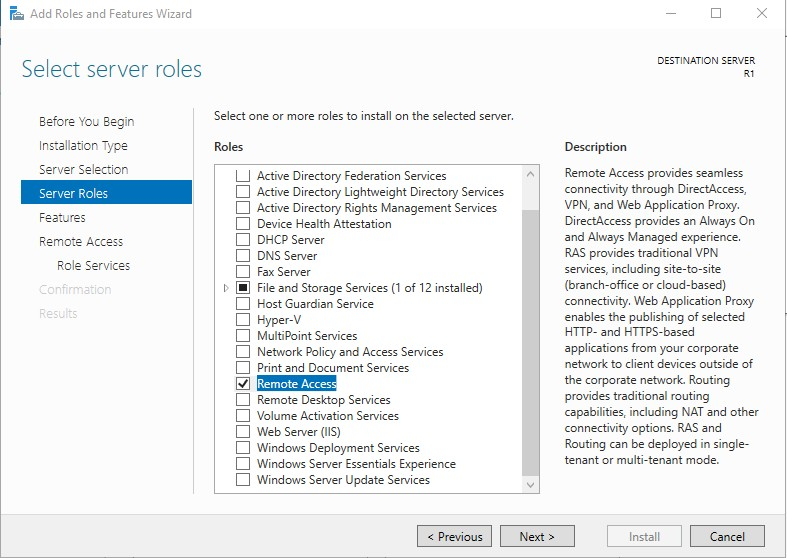 Add Roles and Features Wizard
Select server roles
DESTINATION SERVER
R1
Before You Begin
Installation Type
Server Selection
Server Roles
Features
Remote Access
Role Services
Confirmation
Results
Select one or more roles to install on the selected server.
Roles
Active Directory Federation Services
Active Directory Lightweight Directory Services
Active Directory Rights Management Services
Device Health Attestation
DHCP Server
DNS Server
Fax Server
File and Storage Services (1 of 12 installed)
Host Guardian Service
Hyper-V
MultiPoint Services
Network Policy and Access Services
Print and Document Services
Remote Access
Remote Desktop Services
Volume Activation Services
Web Server (IIS)
Windows Deployment Services
Windows Server Essentials Experience
Windows Server Update Services
Description
Remote Access provides seamless
connectivity through DirectAccess,
VPN, and Web Application Proxy.
DirectAccess provides an Always On
and Always Managed experience.
RAS provides traditional VPN
services, including site-to-site
(branch-office or cloud-based)
connectivity. Web Application Proxy
enables the publishing of selected
HTTP- and HTTPS-based
applications from your corporate
network to client devices outside of
the corporate network. Routing
provides traditional routing
capabilities, including NAT and other
connectivity options. RAS and
Routing can be deployed in single-
tenant or multi-tenant mode.
< Previous
Next >
Install
Cancel